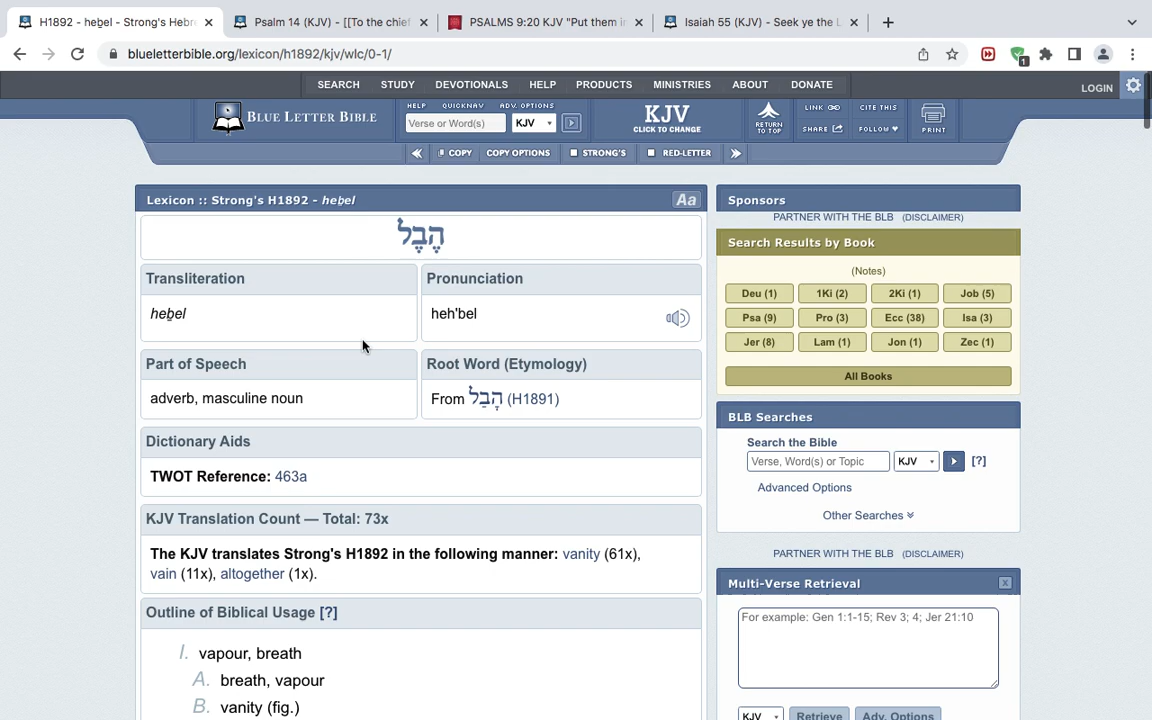 H1892 - heḇel - Strong's Hebre
Psalm 14 (KJV) - [[To the chief
PSALMS 9:20 KJV "Put them in
Isaiah 55 (KJV) - Seek ye the L
blueletterbible.org/lexicon/h1892/kjv/wlc/0-1/
1
SEARCH STUDY DEVOTIONALS HELP PRODUCTS MINISTRIES ABOUT DONATE
LOGIN
BLUE LETTER BIBLE
HELP QUICKNAV ADV. OPTIONS
Verse or Word(s) KJV
KJV
CLICK TO CHANGE
RETURN
TO TOP
LINK CITE THIS
SHARE FOLLOW
PRINT
COPY COPY OPTIONS STRONG'S RED-LETTER
Lexicon :: Strong's H1892 - heḇel
Aa
הֶבֶל
Transliteration
heḇel
Pronunciation
heh'bel
Part of Speech
adverb, masculine noun
Root Word (Etymology)
From הָבַל (H1891)
Dictionary Aids
TWOT Reference: 463a
KJV Translation Count — Total: 73x
The KJV translates Strong's H1892 in the following manner: vanity (61x),
vain (11x), altogether (1x).
Outline of Biblical Usage [?]
I. vapour, breath
A. breath, vapour
B. vanity (fig.)
Sponsors
PARTNER WITH THE BLB (DISCLAIMER)
Search Results by Book
(Notes)
Deu (1) 1Ki (2) 2Ki (1) Job (5)
Psa (9) Pro (3) Ecc (38) Isa (3)
Jer (8) Lam (1) Jon (1) Zec (1)
All Books
BLB Searches
Search the Bible
Verse, Word(s) or Topic KJV [?]
Advanced Options
Other Searches
PARTNER WITH THE BLB (DISCLAIMER)
Multi-Verse Retrieval
x
For example: Gen 1:1-15; Rev 3; 4; Jer 21:10
KJV Retrieve Adv. Options